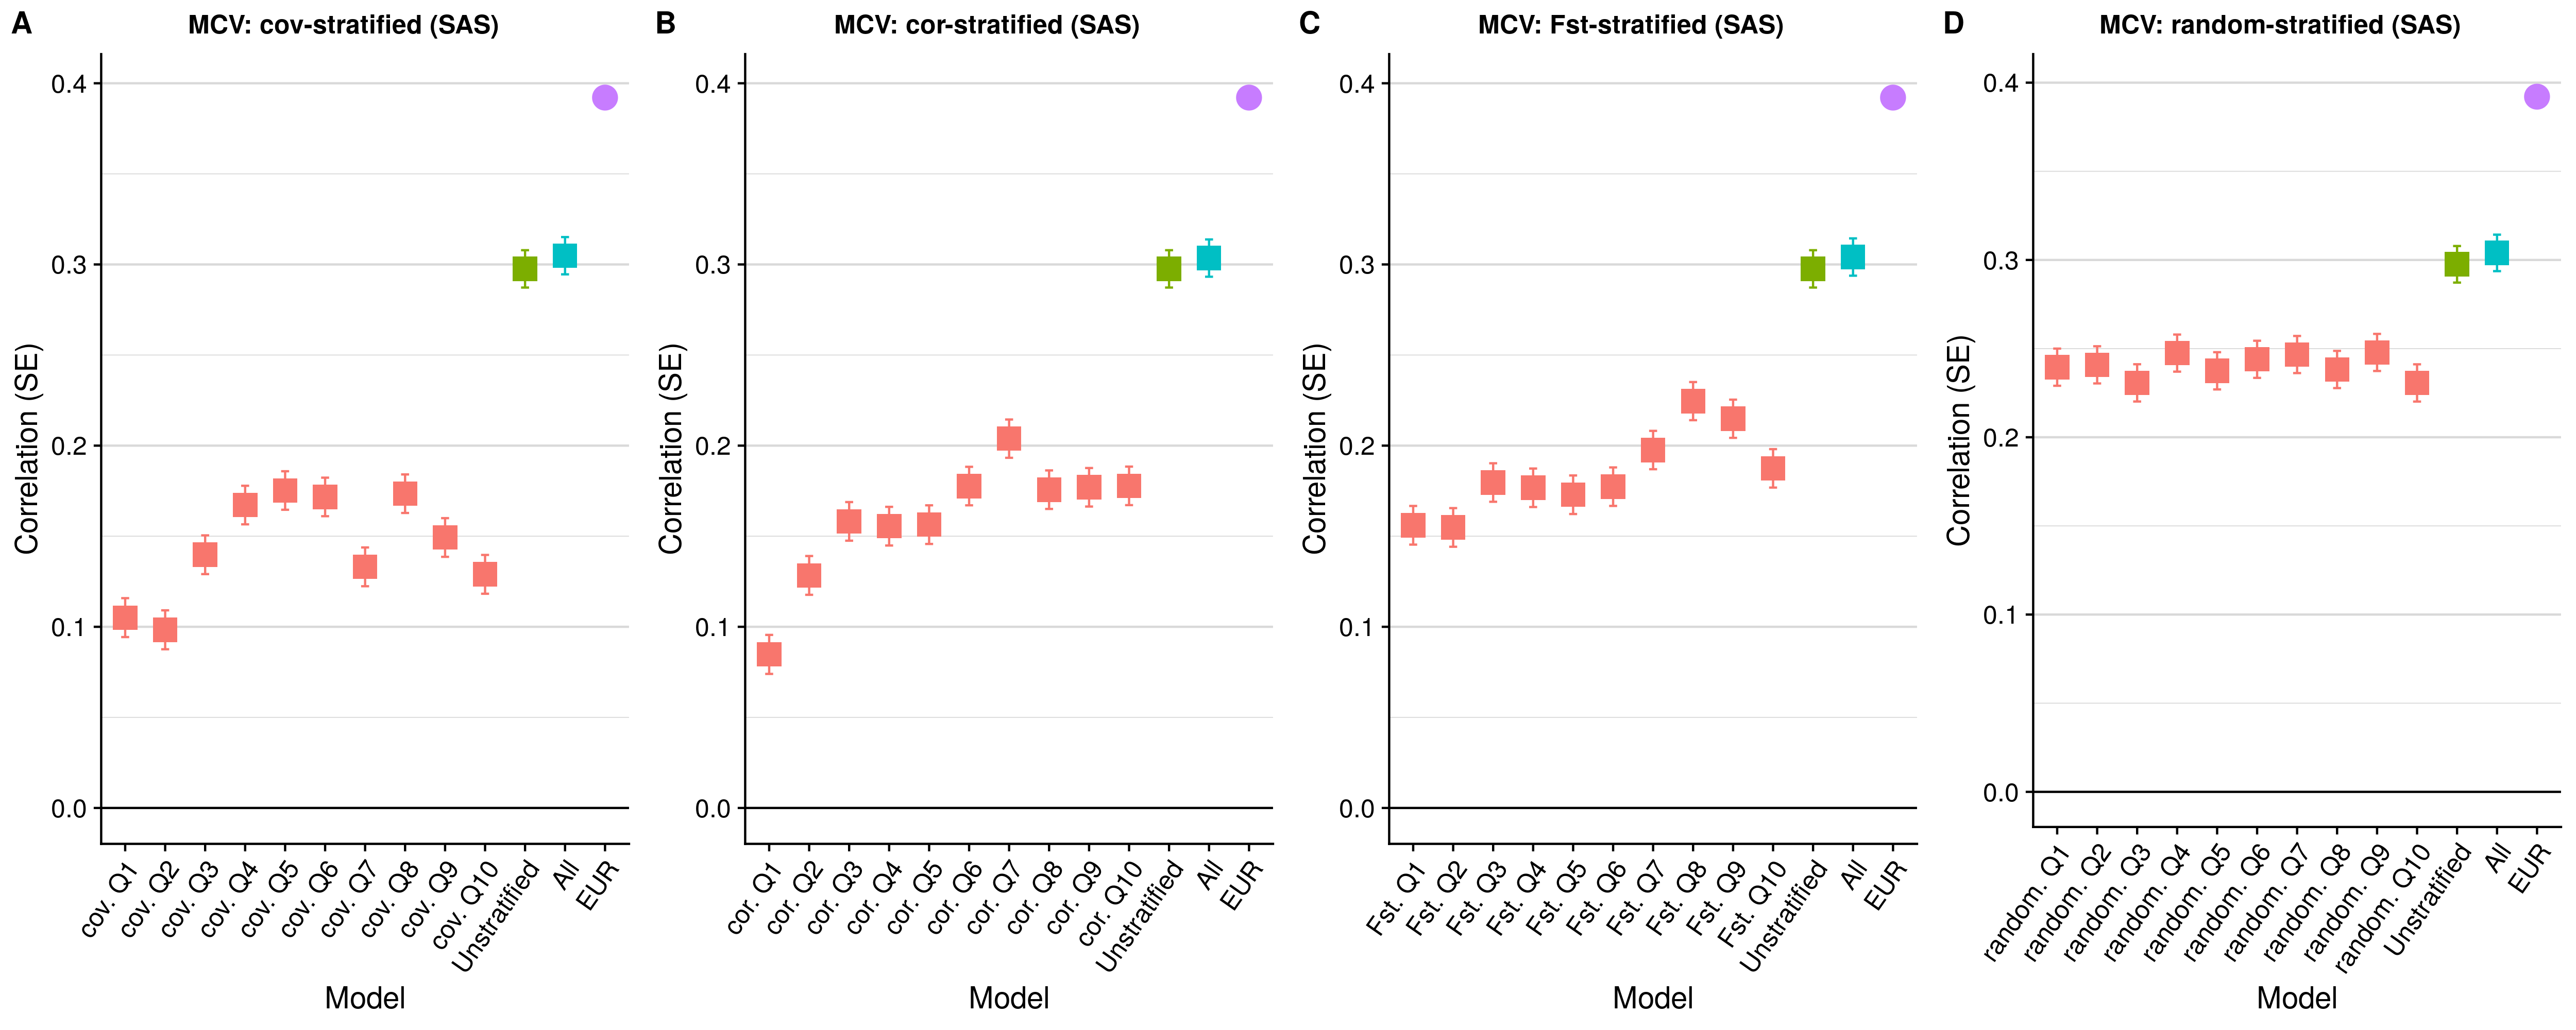 A
MCV: cov-stratified (SAS)
0.4
0.3
0.2
0.1
0.0
Correlation (SE)
cov. Q1
cov. Q2
cov. Q3
cov. Q4
cov. Q5
cov. Q6
cov. Q7
cov. Q8
cov. Q9
cov. Q10
Unstratified
All
EUR
Model
B
MCV: cor-stratified (SAS)
0.4
0.3
0.2
0.1
0.0
Correlation (SE)
cor. Q1
cor. Q2
cor. Q3
cor. Q4
cor. Q5
cor. Q6
cor. Q7
cor. Q8
cor. Q9
cor. Q10
Unstratified
All
EUR
Model
C
MCV: Fst-stratified (SAS)
0.4
0.3
0.2
0.1
0.0
Correlation (SE)
Fst. Q1
Fst. Q2
Fst. Q3
Fst. Q4
Fst. Q5
Fst. Q6
Fst. Q7
Fst. Q8
Fst. Q9
Fst. Q10
Unstratified
All
EUR
Model
D
MCV: random-stratified (SAS)
0.4
0.3
0.2
0.1
0.0
Correlation (SE)
random. Q1
random. Q2
random. Q3
random. Q4
random. Q5
random. Q6
random. Q7
random. Q8
random. Q9
random. Q10
Unstratified
All
EUR
Model